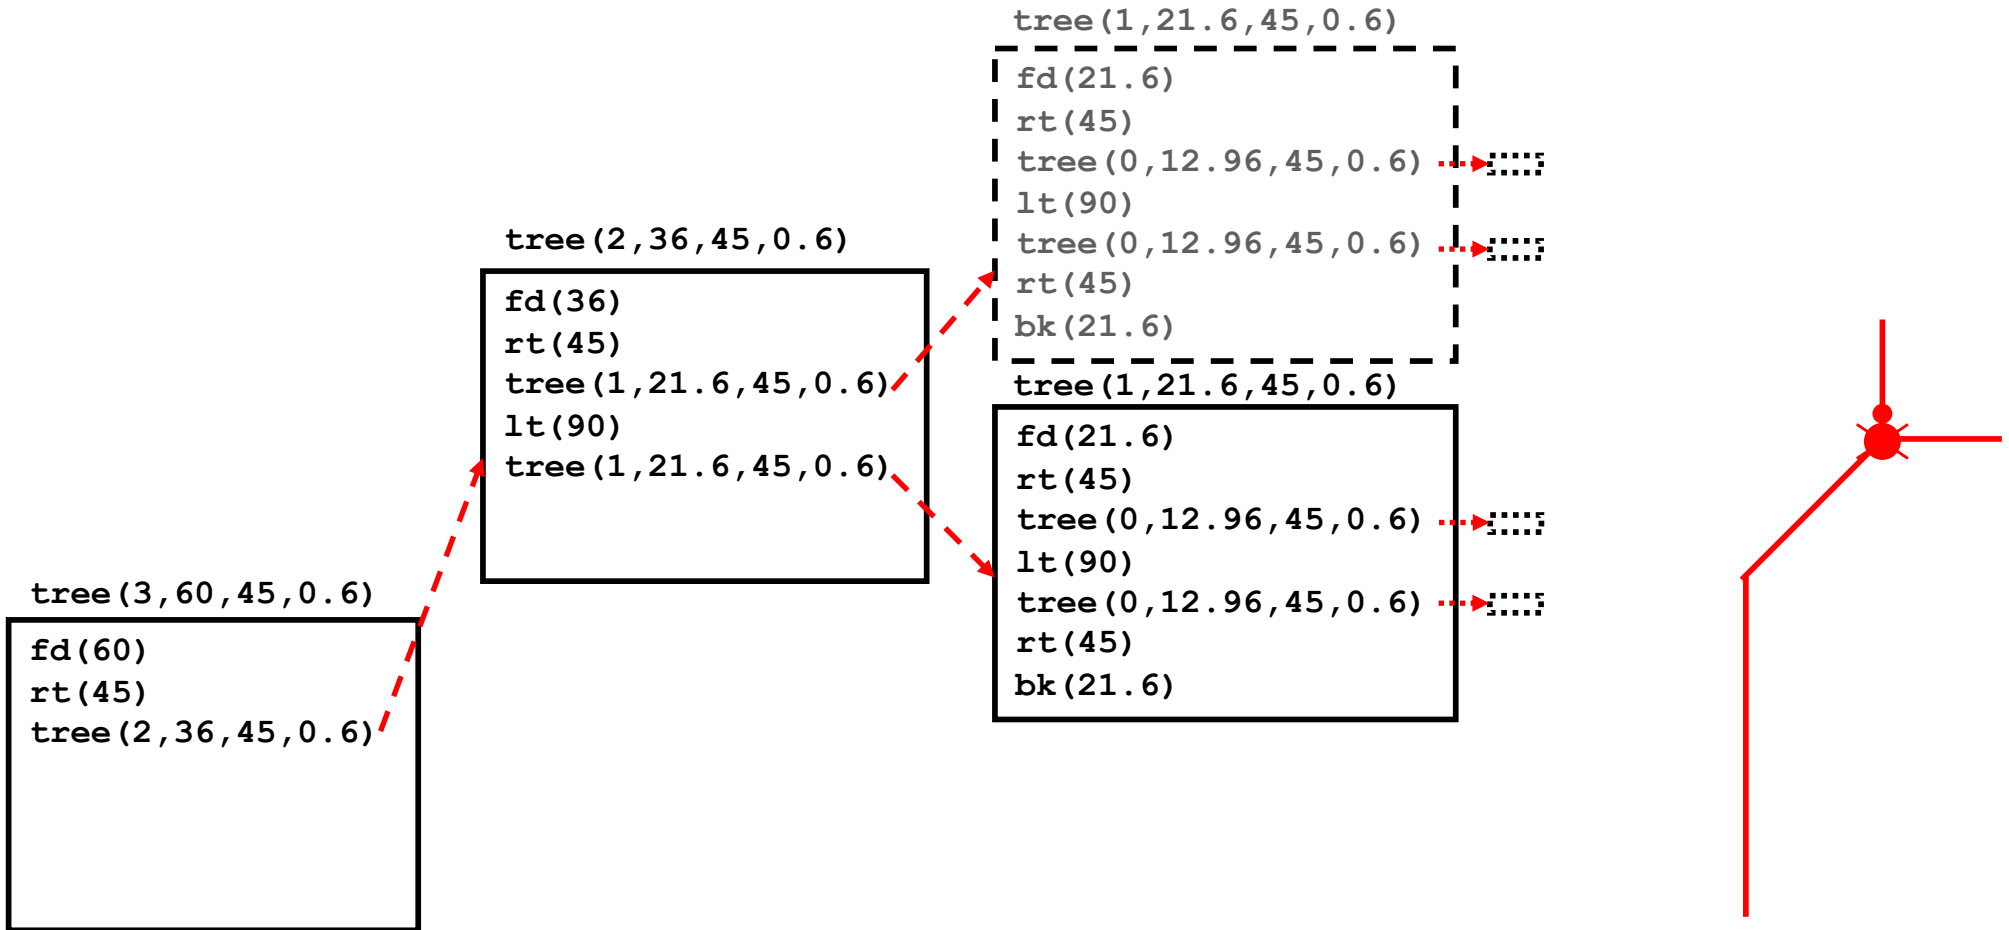 tree(3,60,45,0.6)
fd(60)
rt(45)
tree(2,36,45,0.6)
tree(2,36,45,0.6)
fd(36)
rt(45)
tree(1,21.6,45,0.6)
lt(90)
tree(1,21.6,45,0.6)
tree(1,21.6,45,0.6)
fd(21.6)
rt(45)
tree(0,12.96,45,0.6)
lt(90)
tree(0,12.96,45,0.6)
rt(45)
bk(21.6)
tree(1,21.6,45,0.6)
fd(21.6)
rt(45)
tree(0,12.96,45,0.6)
lt(90)
tree(0,12.96,45,0.6)
rt(45)
bk(21.6)